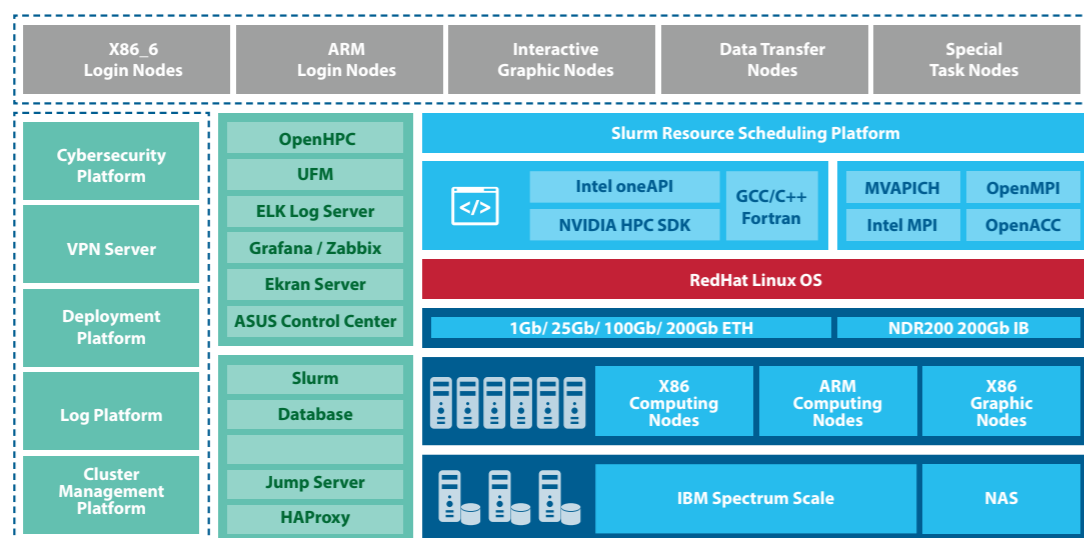 X86_6
Login Nodes
ARM
Login Nodes
Interactive
Graphic Nodes
Data Transfer
Nodes
Special
Task Nodes
Cybersecurity
Platform
VPN Server
Deployment
Platform
Log Platform
Cluster
Management
Platform
OpenHPC
UFM
ELK Log Server
Grafana / Zabbix
Ekran Server
ASUS Control Center
Slurm
Database
Jump Server
HAProxy
Slurm Resource Scheduling Platform
</>
Intel oneAPI
NVIDIA HPC SDK
GCC/C++
Fortran
MVAPICH
OpenMPI
Intel MPI
OpenACC
RedHat Linux OS
1Gb/ 25Gb/ 100Gb/ 200Gb ETH
NDR200 200Gb IB
X86
Computing
Nodes
ARM
Computing
Nodes
X86
Graphic
Nodes
IBM Spectrum Scale
NAS